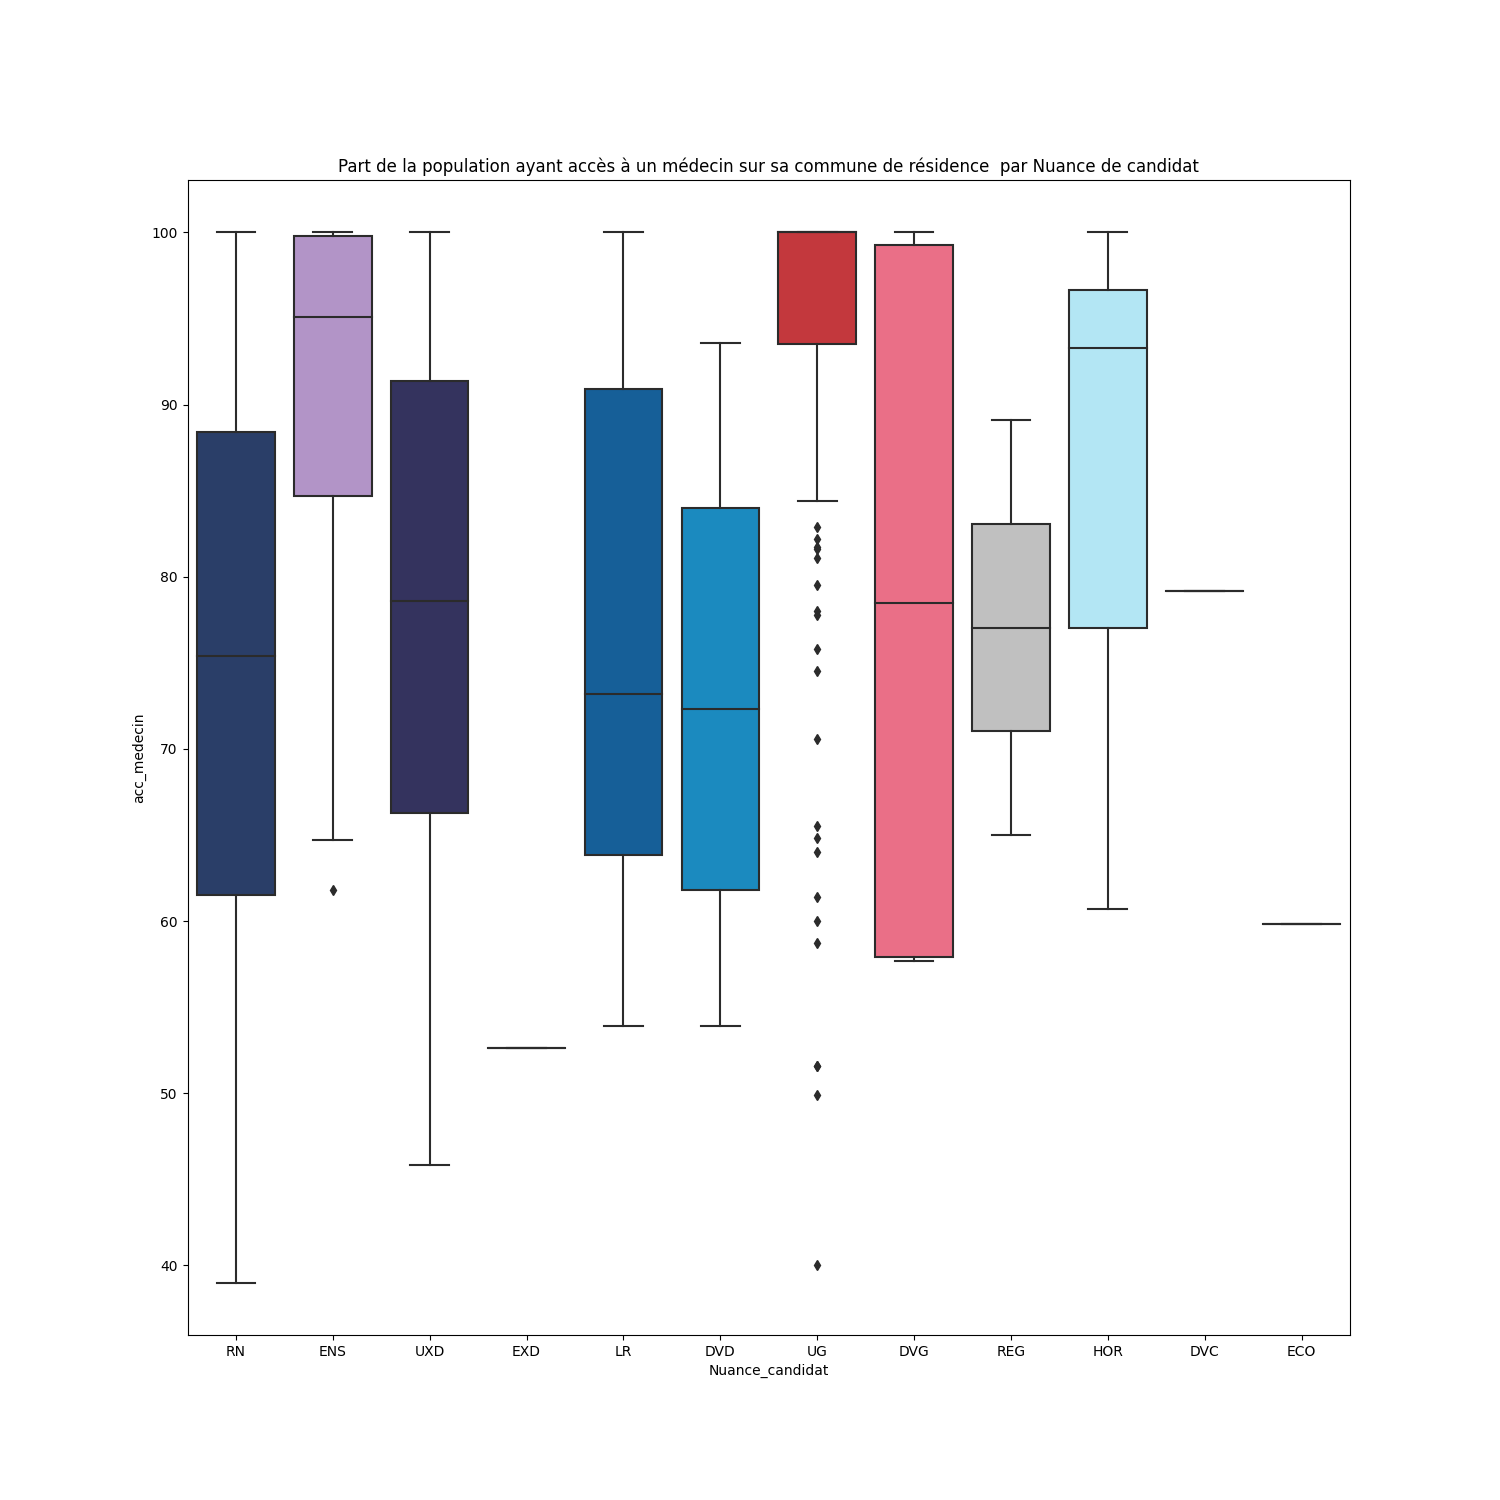 Part de la population ayant accès à un médecin sur sa commune de résidence  par Nuance de candidat
acc_medecin
100
90
80
70
60
50
40
RN ENS UXD EXD LR DVD UG DVG REG HOR DVC ECO
Nuance_candidat